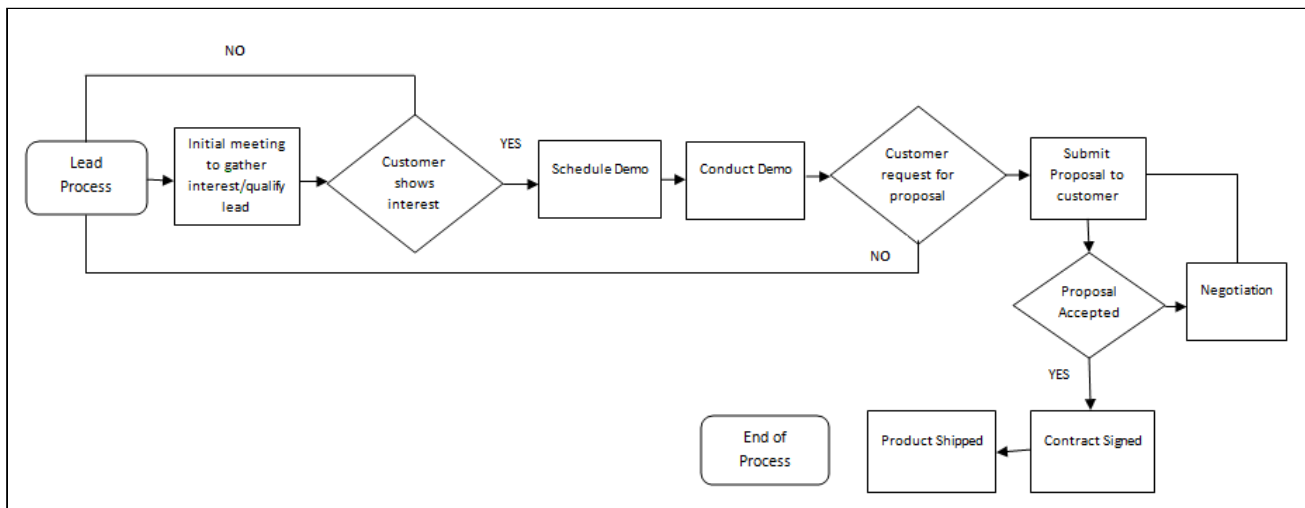 NO
Lead
Process
Initial meeting
to gather
interest/qualify
lead
Customer
shows
interest
YES
Schedule Demo
Conduct Demo
Customer
request for
proposal
NO
Submit
Proposal to
customer
Proposal
Accepted
Negotiation
YES
Contract Signed
Product Shipped
End of
Process